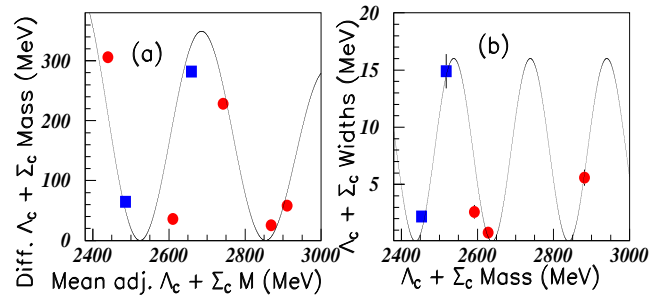 Diff. Λc + Σc Mass (MeV)
300
200
100
0
(a)
2400 2600 2800 3000
Mean adj. Λc + Σc M (MeV)
Λc + Σc Widths (MeV)
20
15
10
5
(b)
2400 2600 2800 3000
Λc + Σc Mass (MeV)